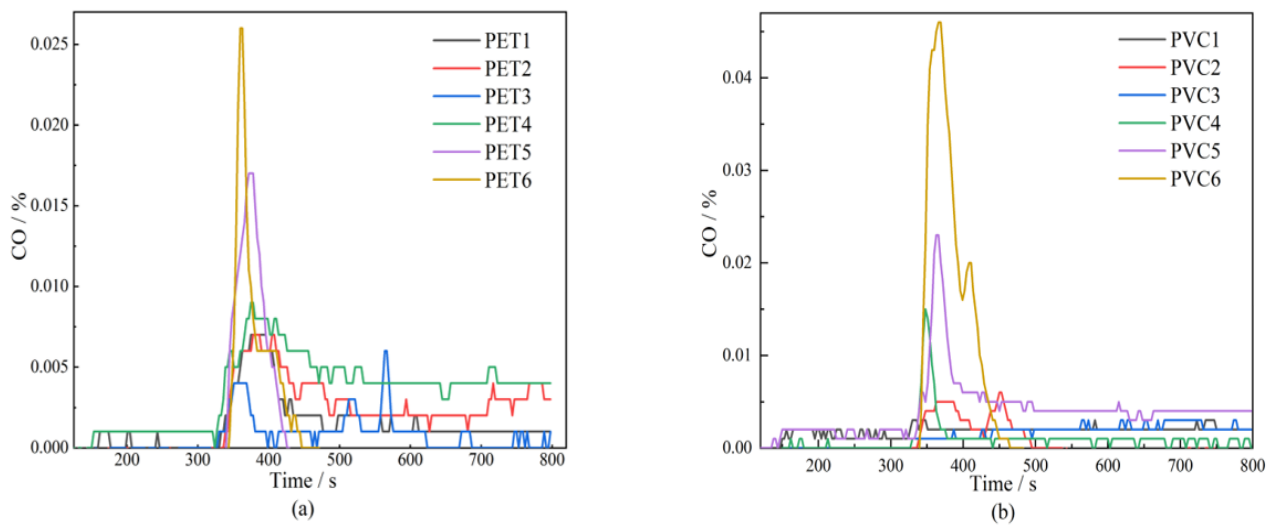 0.025
0.020
0.015
0.010
0.005
0.000
CO / %
PET1
PET2
PET3
PET4
PET5
PET6
200 300 400 500 600 700 800
Time / s
(a)
0.04
0.03
0.02
0.01
0.00
CO / %
PVC1
PVC2
PVC3
PVC4
PVC5
PVC6
200 300 400 500 600 700 800
Time / s
(b)